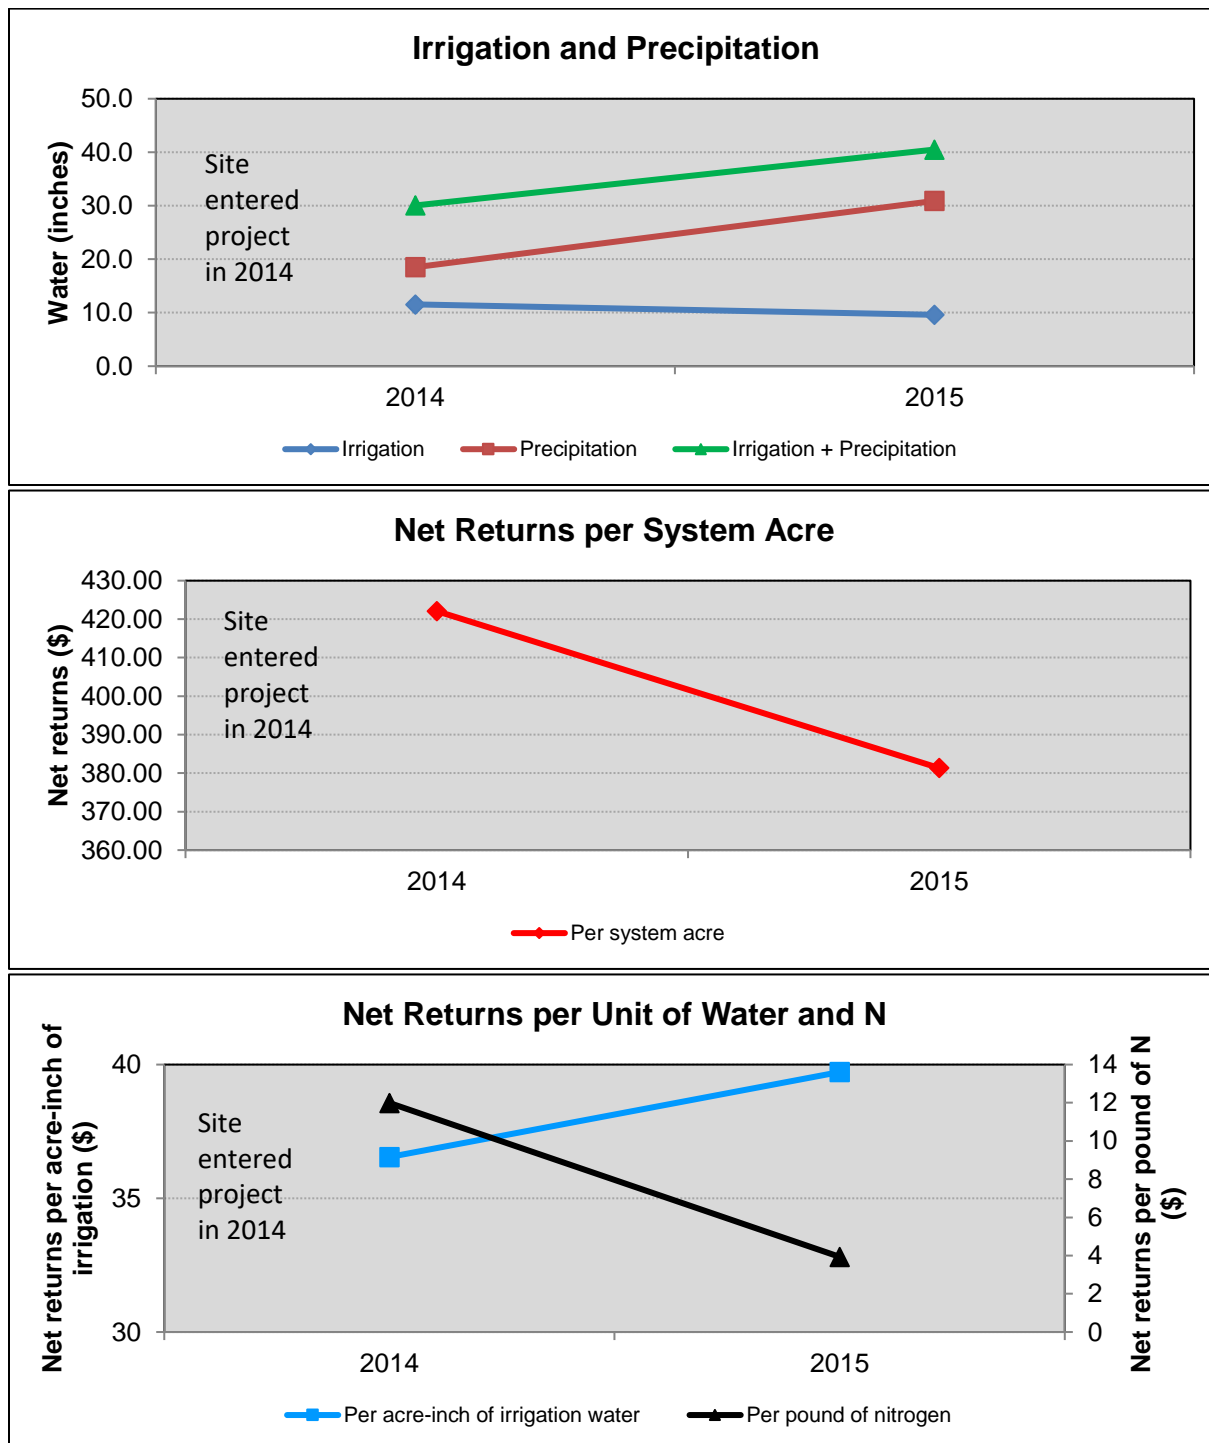 Irrigation and Precipitation
Water (inches)
50.0
40.0
30.0
20.0
10.0
0.0
Site
entered
project
in 2014
2014
2015
Irrigation
Precipitation
Irrigation + Precipitation
Net Returns per System Acre
Net returns ($)
430.00
420.00
410.00
400.00
390.00
380.00
370.00
360.00
Site
entered
project
in 2014
2014
2015
Per system acre
Net Returns per Unit of Water and N
Net returns per acre-inch of
irrigation ($)
40
35
30
Site
entered
project
in 2014
14
12
10
8
6
4
2
0
Net returns per pound of N
($)
2014
2015
Per acre-inch of irrigation water
Per pound of nitrogen